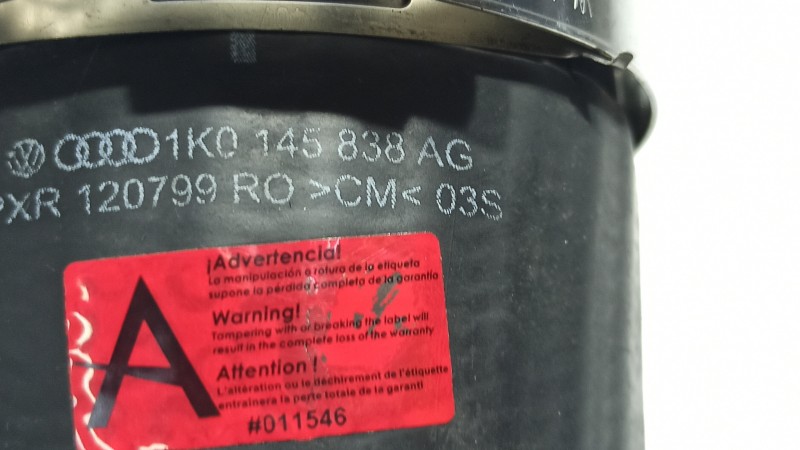 1K0 145 838 AG
PXR 120799 RO >CM< 03S
A
¡Advertencia!
La manipulación o rotura de la etiqueta
supone la pérdida completa de la garantía
Warning!
Tampering with or breaking the label will
result in the complete loss of the warranty
Attention !
L'altération ou le déchirement de l'étiquette
entraînera la perte totale de la garanti
#011546